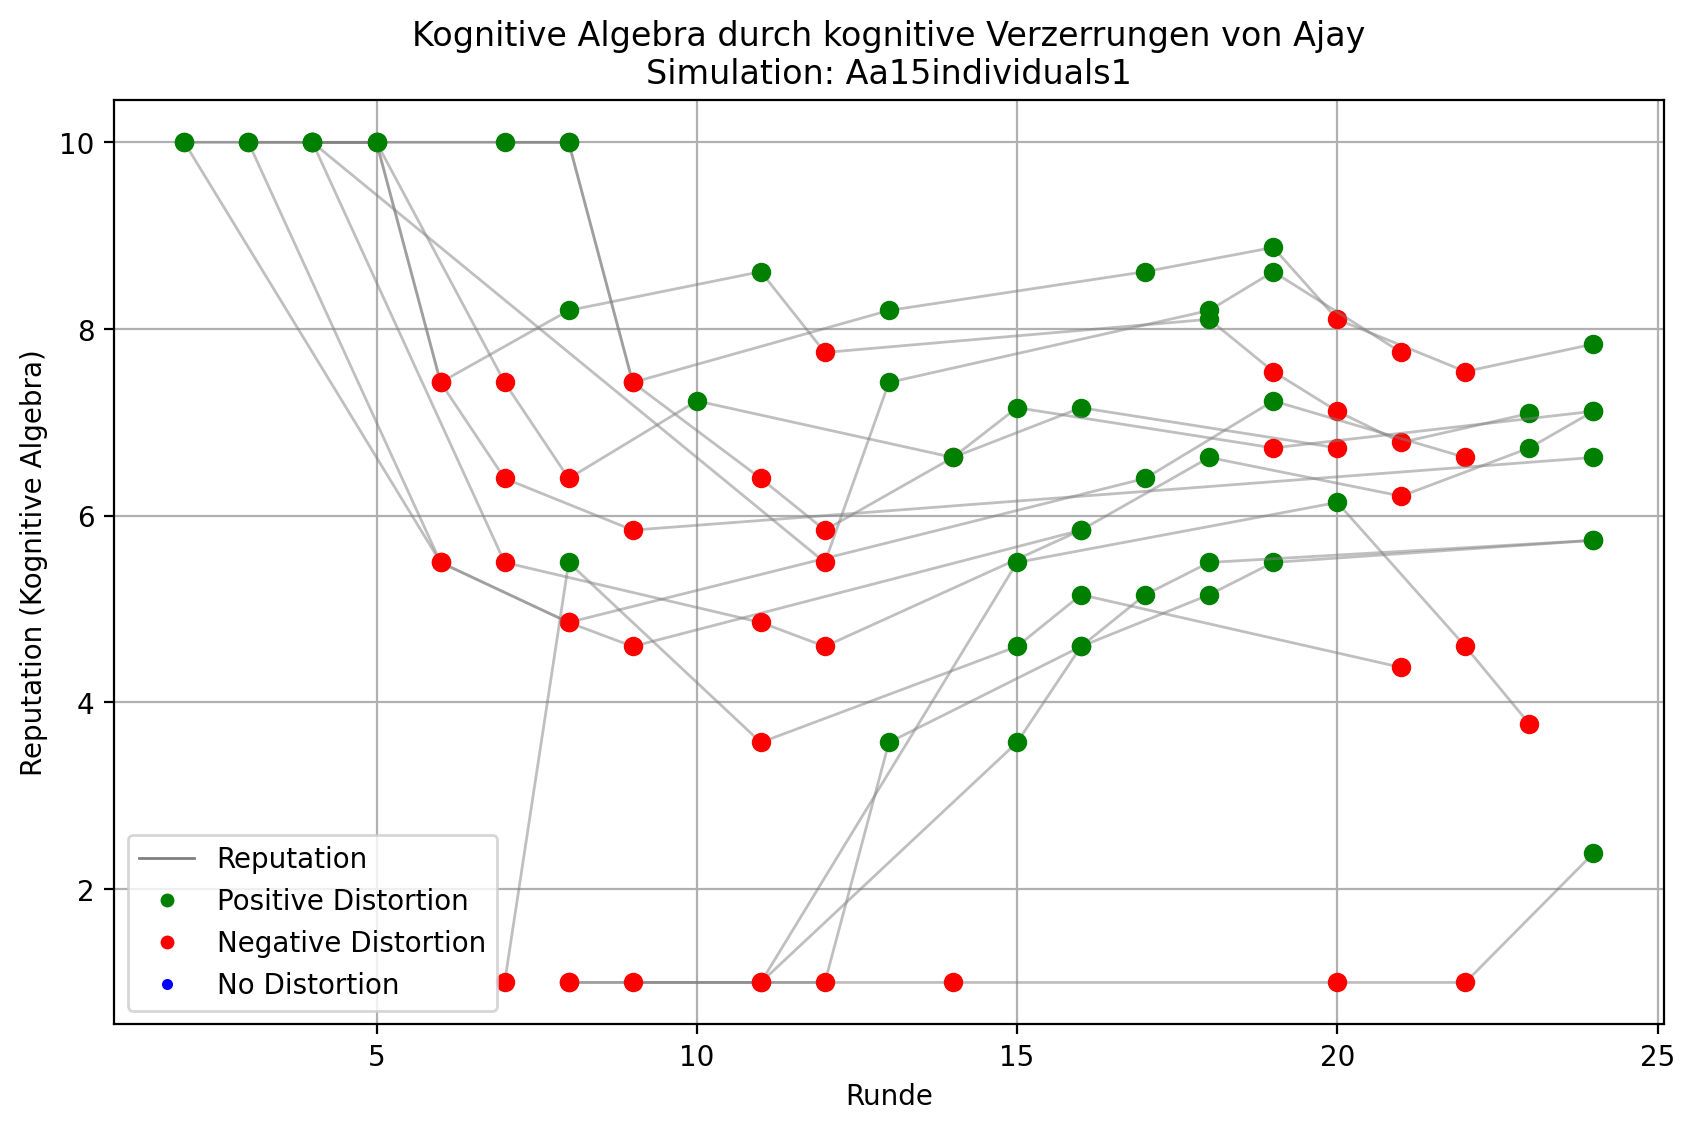 Kognitive Algebra durch kognitive Verzerrungen von Ajay
Simulation: Aa15individuals1
Reputation (Kognitive Algebra)
10
8
6
4
2
Reputation
Positive Distortion
Negative Distortion
No Distortion
5
10
15
20
25
Runde